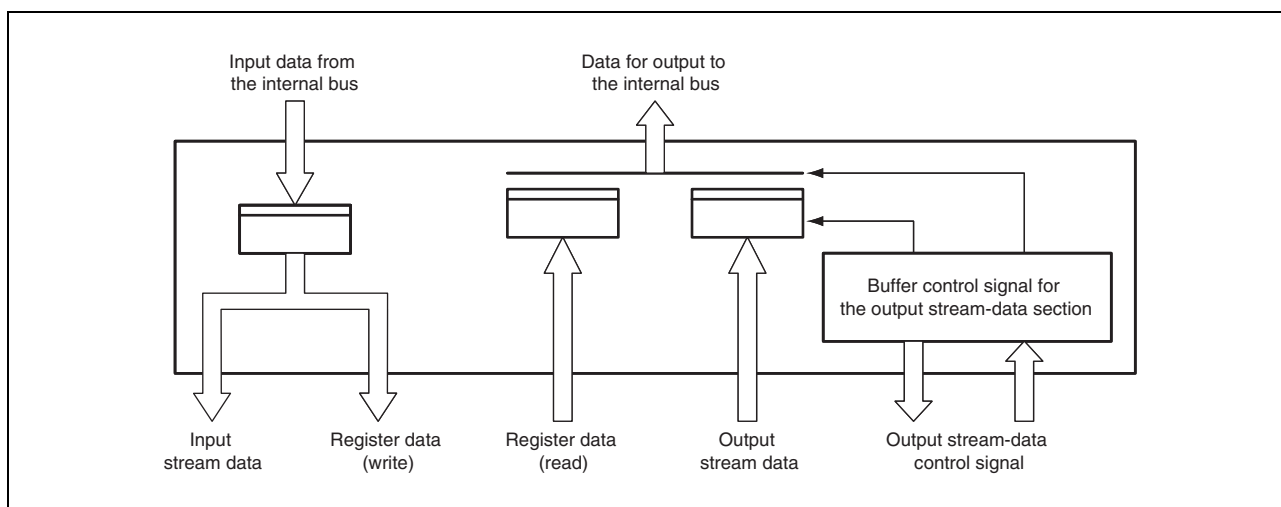 Input data from
the internal bus
Data for output to
the internal bus
Buffer control signal for
the output stream-data section
Input
stream data
Register data
(write)
Register data
(read)
Output
stream data
Output stream-data
control signal